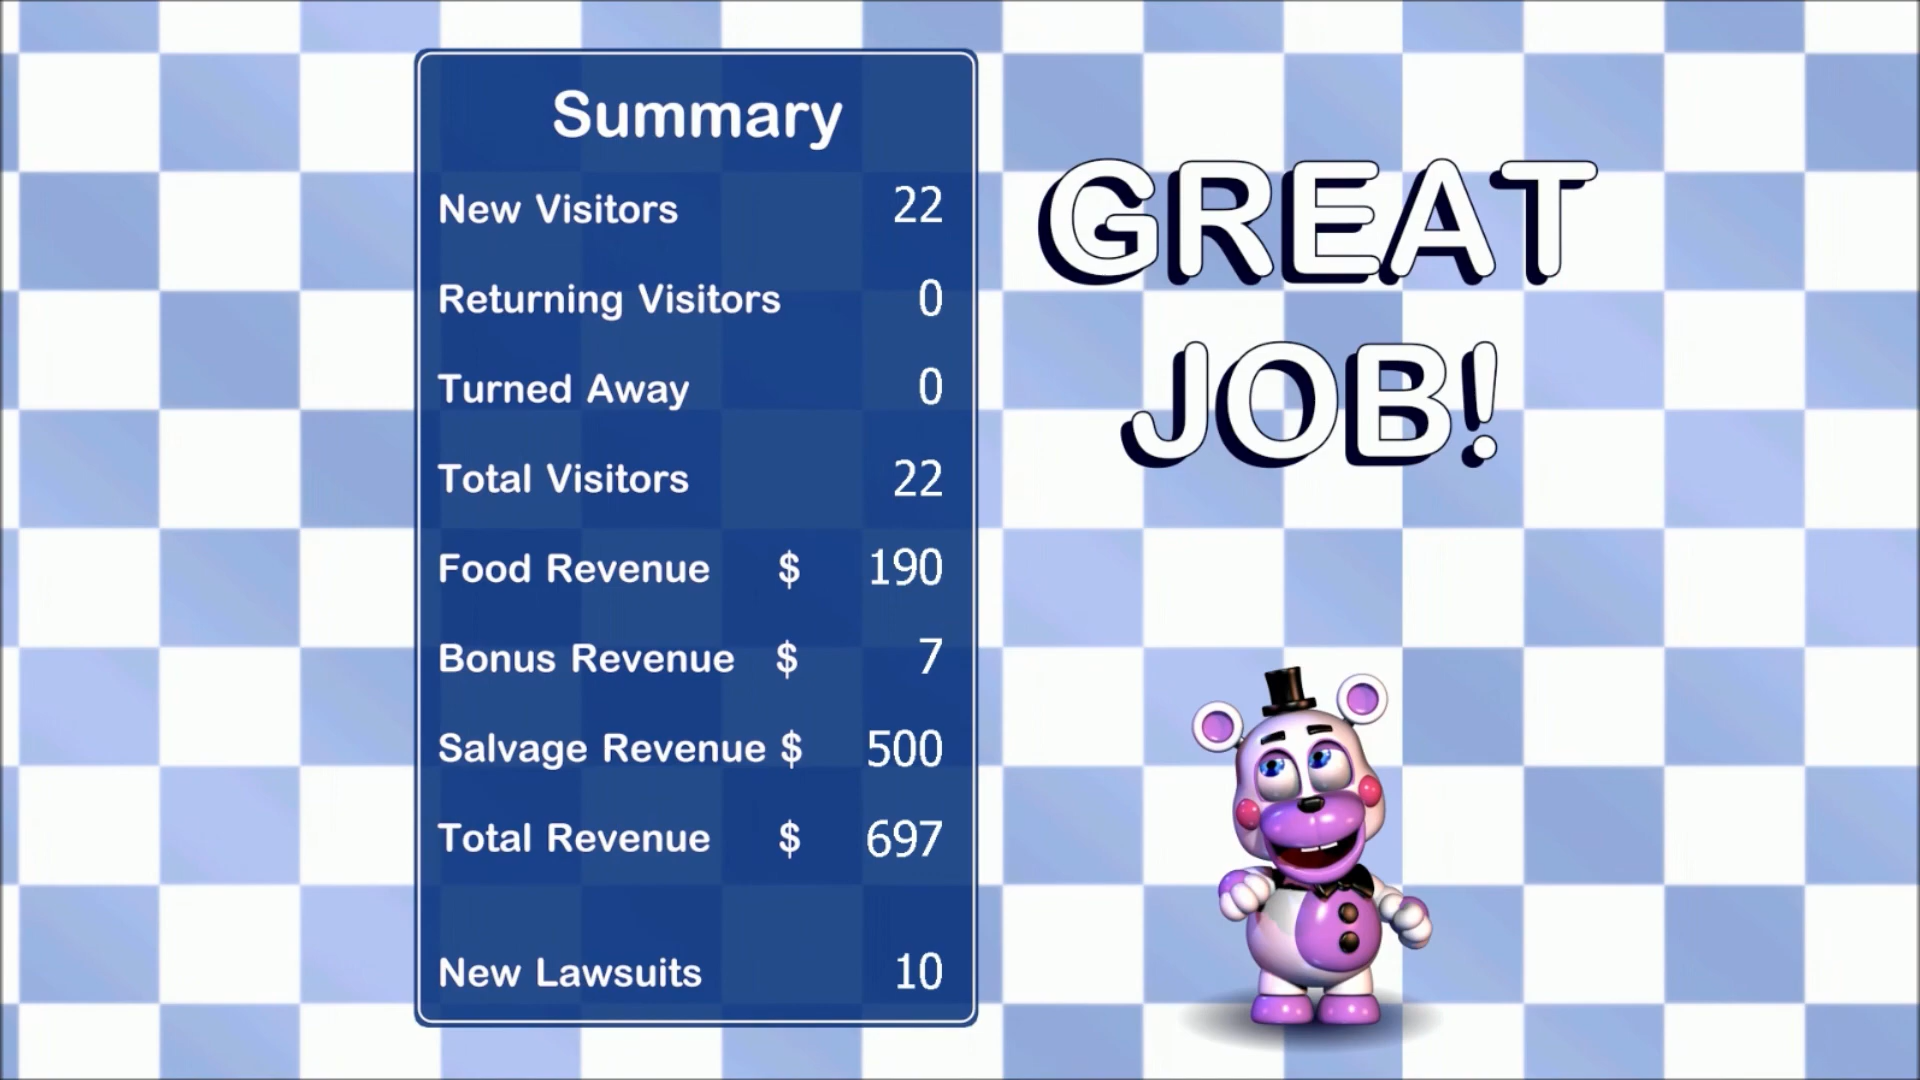 Summary
New Visitors 22
Returning Visitors 0
Turned Away 0
Total Visitors 22
Food Revenue $ 190
Bonus Revenue $ 7
Salvage Revenue $ 500
Total Revenue $ 697
New Lawsuits 10
GREAT
JOB!